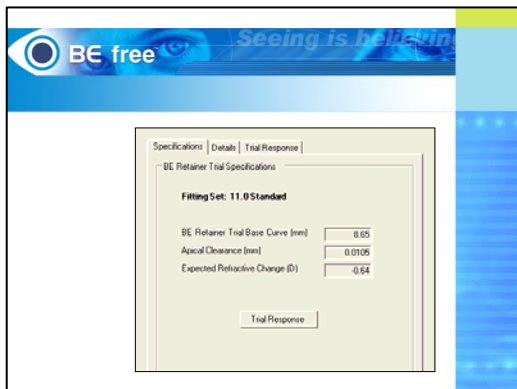 Seeing is believing
BE free
Specifications Details Trial Response
BE Retainer Trial Specifications
Fitting Set: 11.0 Standard
BE Retainer Trial Base Curve (mm) 8.65
Apical Clearance (mm) 0.0105
Expected Refractive Change (D) -0.64
Trial Response